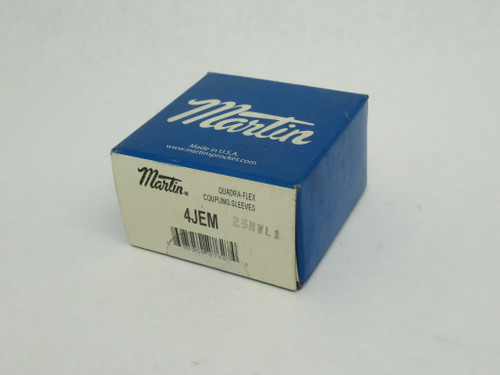 Martin
Made in U.S.A.
www.martinsprocket.com
Martin®
QUADRA-FLEX
COUPLING SLEEVES
4JEM